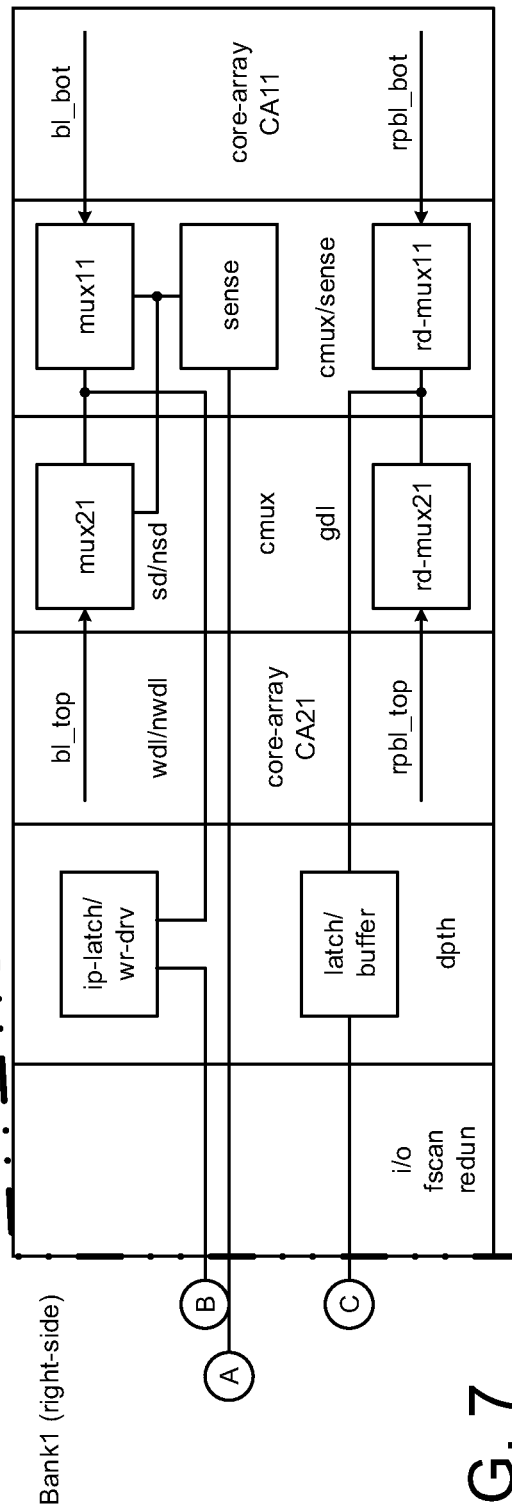 Bank1 (right-side)
A
B
C
i/o
fscan
redun
ip-latch/
wr-drv
latch/
buffer
dpth
bl_top
wdl/nwdl
core-array
CA21
rpbl_top
mux21
sd/nsd
cmux
gdl
rd-mux21
mux11
sense
cmux/sense
rd-mux11
bl_bot
core-array
CA11
rpbl_bot
G. 7